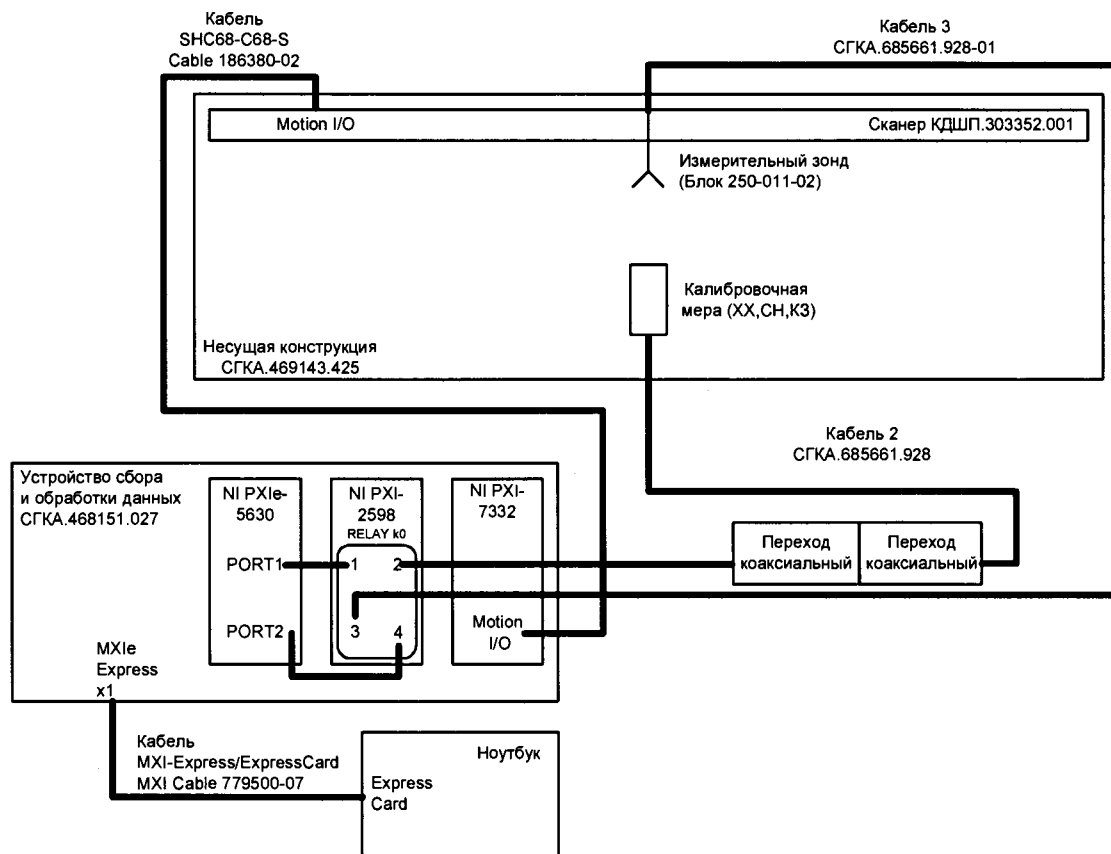 Кабель
SHC68-C68-S
Cable 186380-02
Кабель 3
СГКА.685661.928-01
Motion I/O
Сканер КДШП.303352.001
Измерительный зонд
(Блок 250-011-02)
Калибровочная
мера (ХХ,СН,КЗ)
Несущая конструкция
СГКА.469143.425
Кабель 2
СГКА.685661.928
Устройство сбора
и обработки данных
СГКА.468151.027
NI PXIe-
5630
NI PXI-
2598
RELAY k0
NI PXI-
7332
PORT1
1
2
PORT2
3
4
Motion
I/O
Переход
коаксиальный
Переход
коаксиальный
MXIe
Express
x1
Кабель
MXI-Express/ExpressCard
MXI Cable 779500-07
Ноутбук
Express
Card